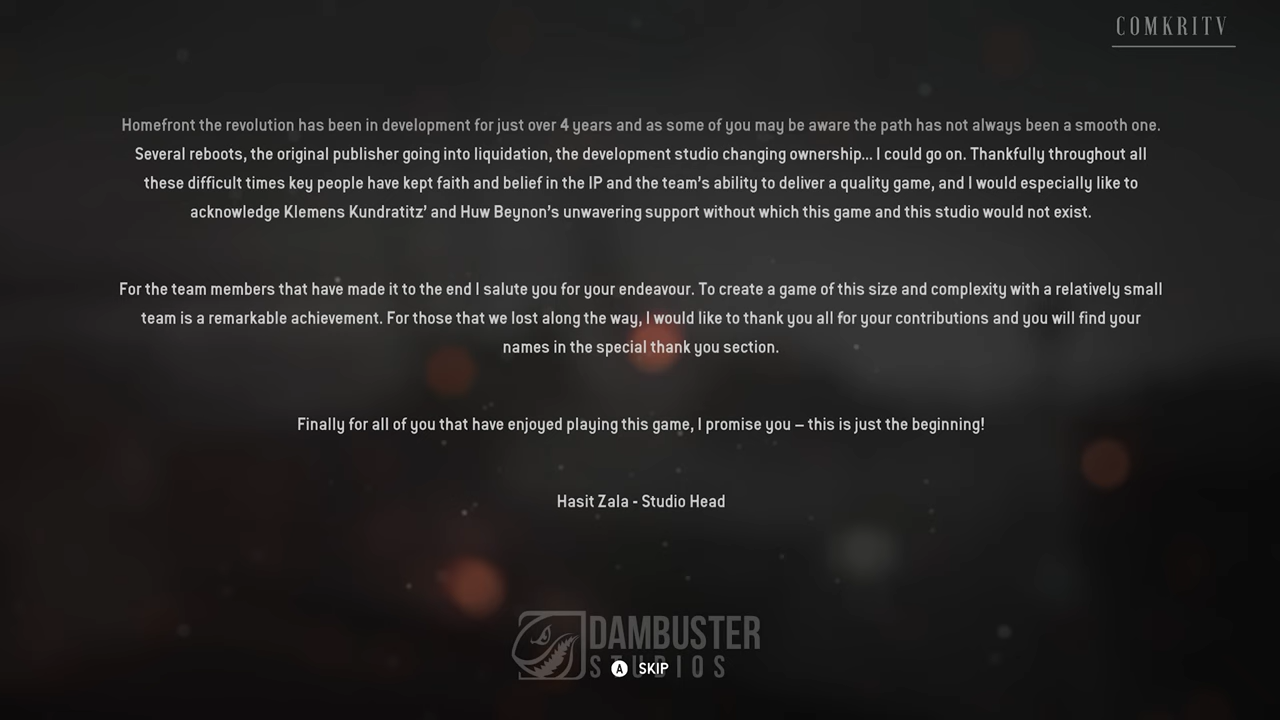 COMKRITV
Homefront the revolution has been in development for just over 4 years and as some of you may be aware the path has not always been a smooth one.
Several reboots, the original publisher going into liquidation, the development studio changing ownership... I could go on. Thankfully throughout all
these difficult times key people have kept faith and belief in the IP and the team's ability to deliver a quality game, and I would especially like to
acknowledge Klemens Kundratitz' and Huw Beynon's unwavering support without which this game and this studio would not exist.
For the team members that have made it to the end I salute you for your endeavour. To create a game of this size and complexity with a relatively small
team is a remarkable achievement. For those that we lost along the way, I would like to thank you all for your contributions and you will find your
names in the special thank you section.
Finally for all of you that have enjoyed playing this game, I promise you – this is just the beginning!
Hasit Zala - Studio Head
DAMBUSTER
STUDIOS
A SKIP